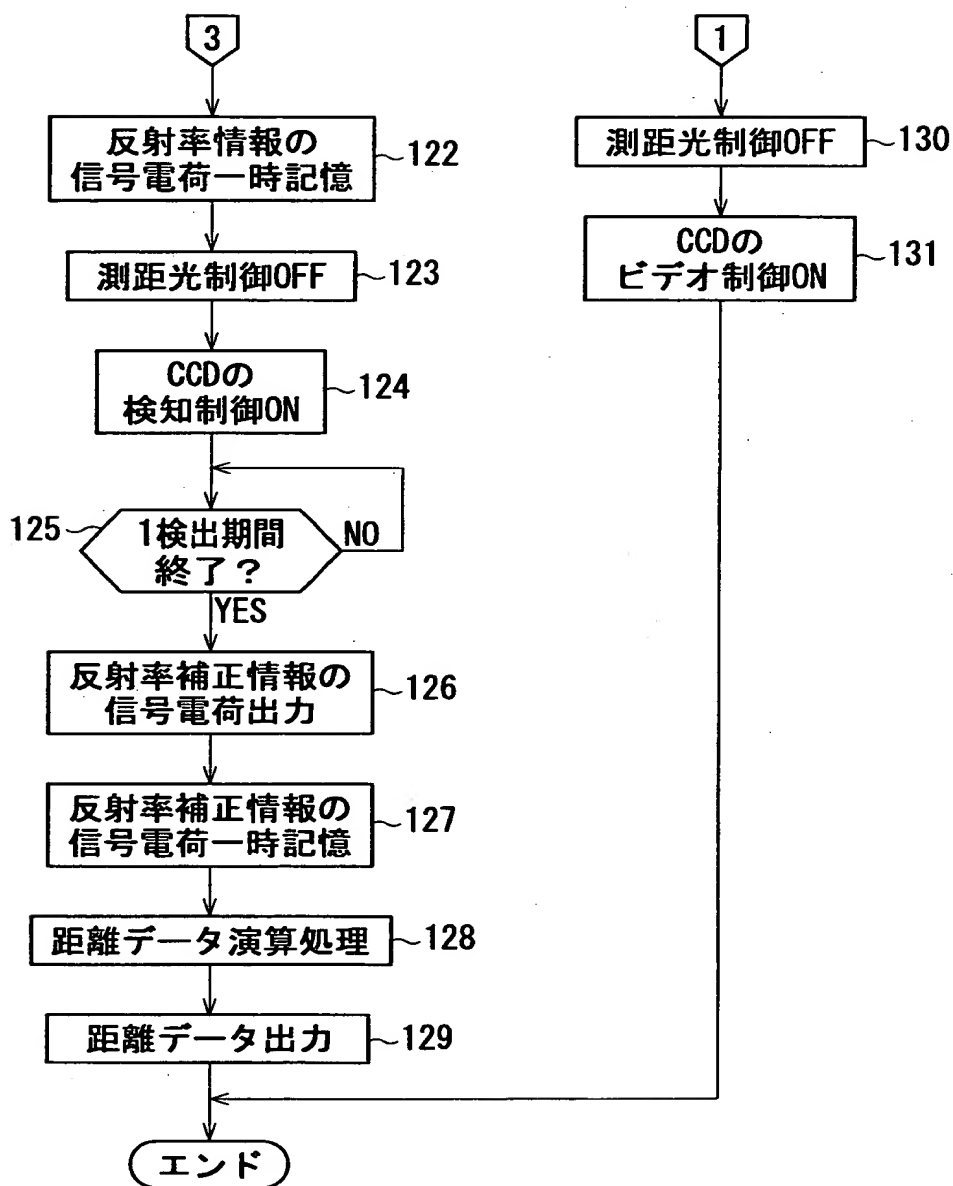 3
反射率情報の
信号電荷一時記憶
122
測距光制御OFF
123
CCDの
検知制御ON
124
125
1検出期間
終了?
NO
YES
反射率補正情報の
信号電荷出力
126
反射率補正情報の
信号電荷一時記憶
127
距離データ演算処理
128
距離データ出力
129
エンド
1
測距光制御OFF
130
CCDの
ビデオ制御ON
131